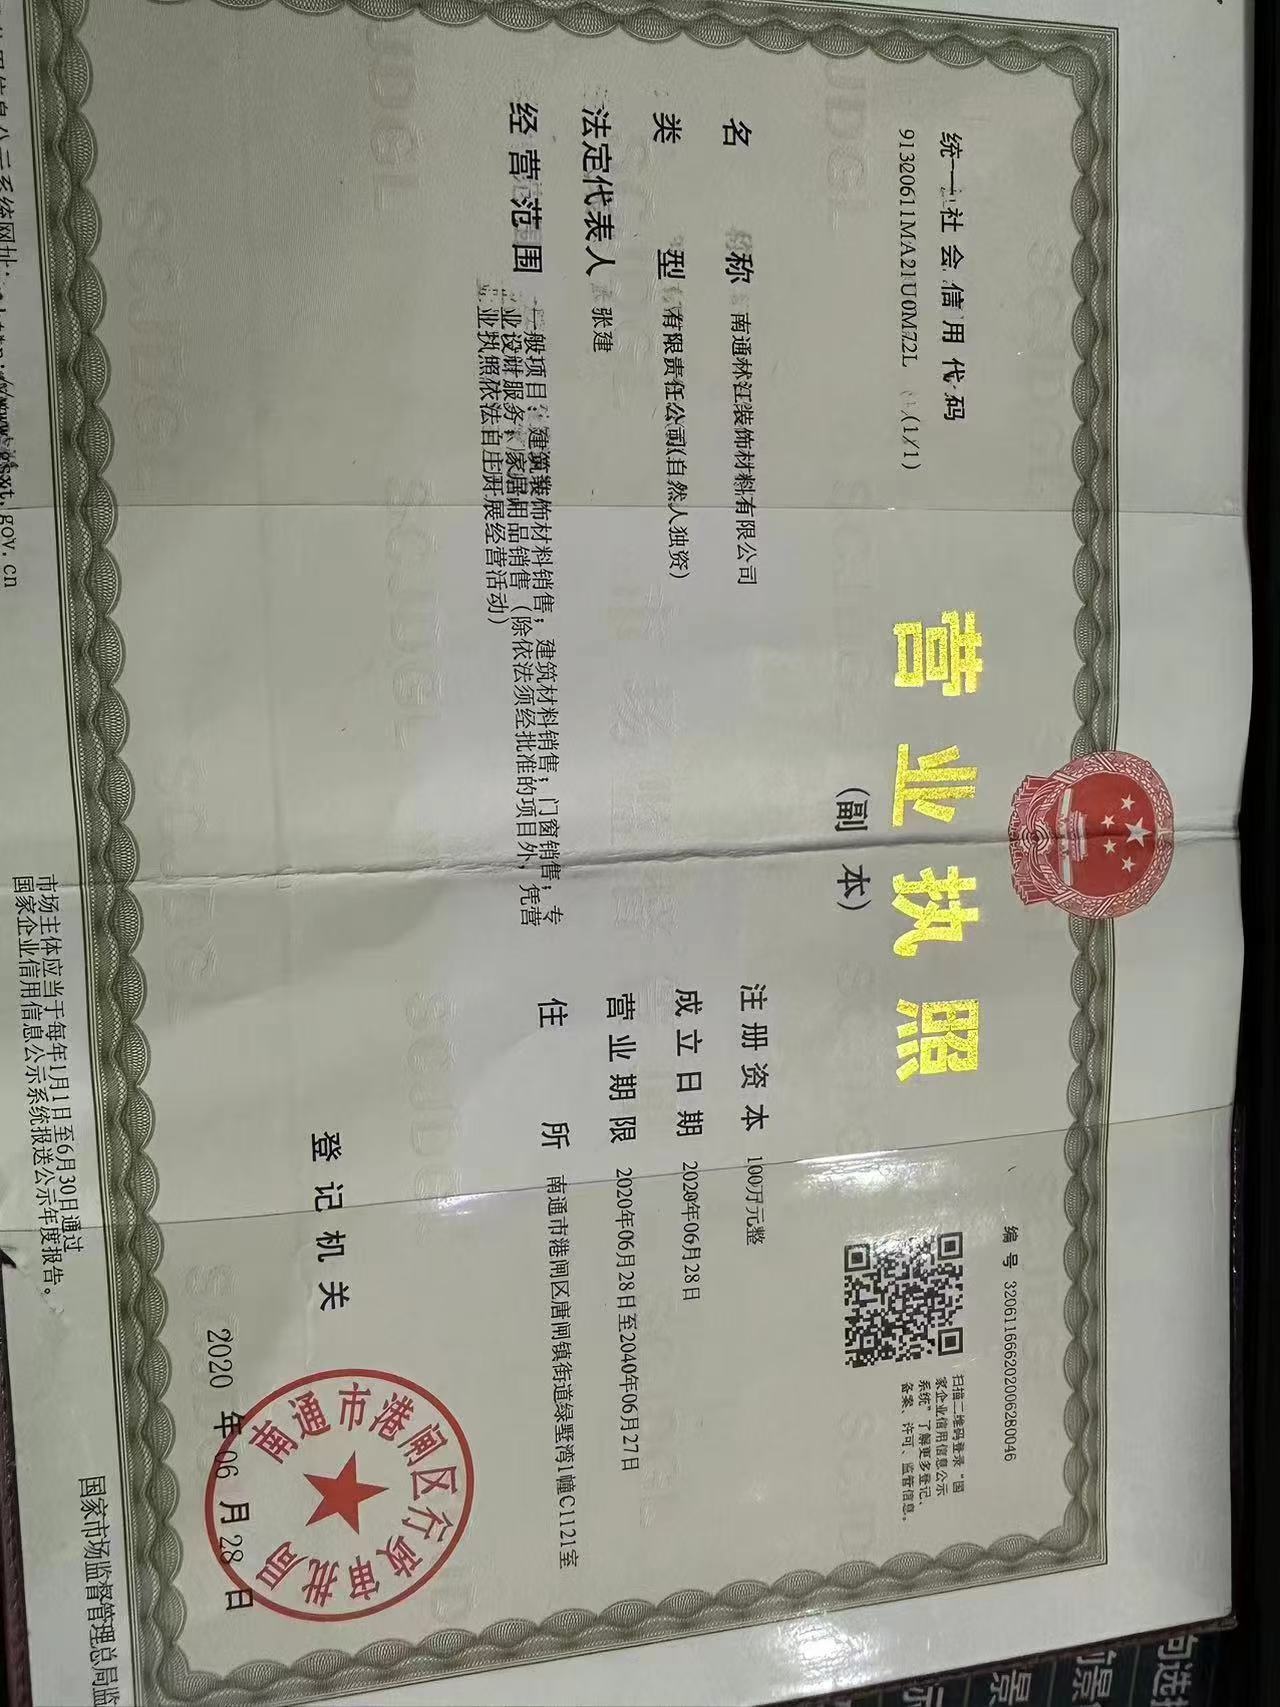 编号 320611666202006280046
统一社会信用代码
91320611MA21U0M72L (1/1)
营业执照
(副 本)
扫描二维码登录“国
家企业信用信息公示
系统”了解更多登记、
备案、许可、监管信息。
名 称 南通林江装饰材料有限公司
类 型 有限责任公司(自然人独资)
法定代表人 张建
经营范围 一般项目：建筑装饰材料销售；建筑材料销售；门窗销售；专
业设计服务；家居用品销售（除依法须经批准的项目外，凭营
业执照依法自主开展经营活动）
注册资本 100万元整
成立日期 2020年06月28日
营业期限 2020年06月28日至2040年06月27日
住 所 南通市港闸区唐闸镇街道绿墅湾1幢C1121室
登记机关
南通市港闸区行政审批局
2020 年 06 月 28 日
用信息公示系统网址：http://www.gsxt.gov.cn
市场主体应当于每年1月1日至6月30日通过
国家企业信用信息公示系统报送公示年度报告。
国家市场监督管理总局监